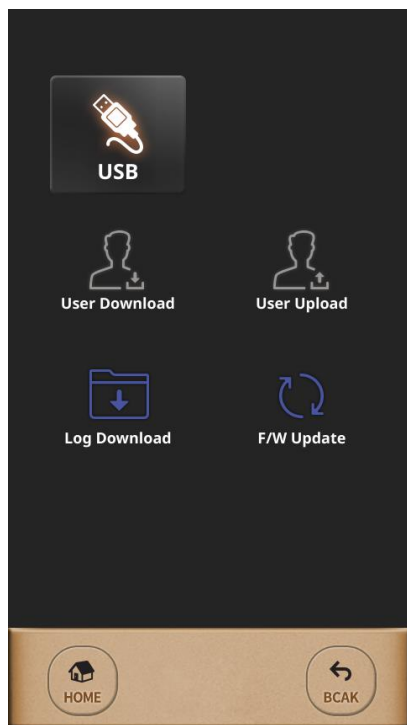 USB
User Download
User Upload
Log Download
F/W Update
HOME
BCAK